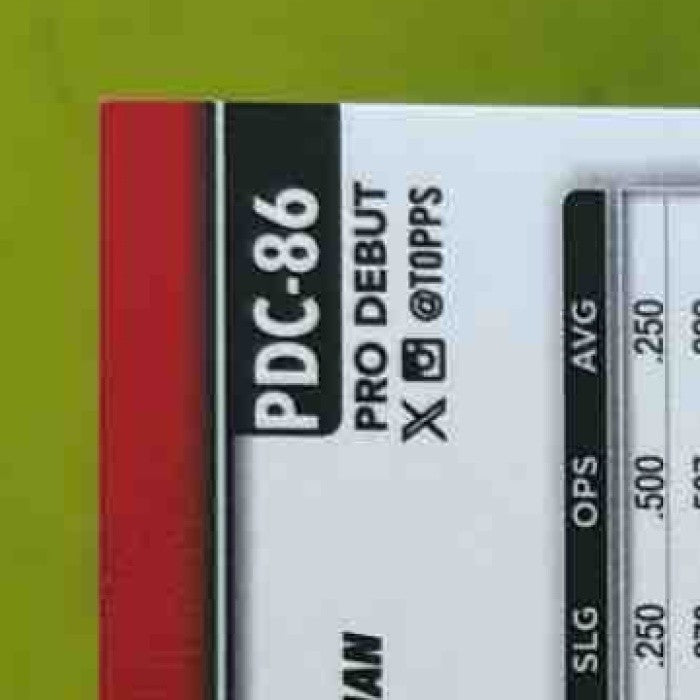 PDC-86
PRO DEBUT
X @TOPPS
SLG OPS AVG
.250 .500 .250